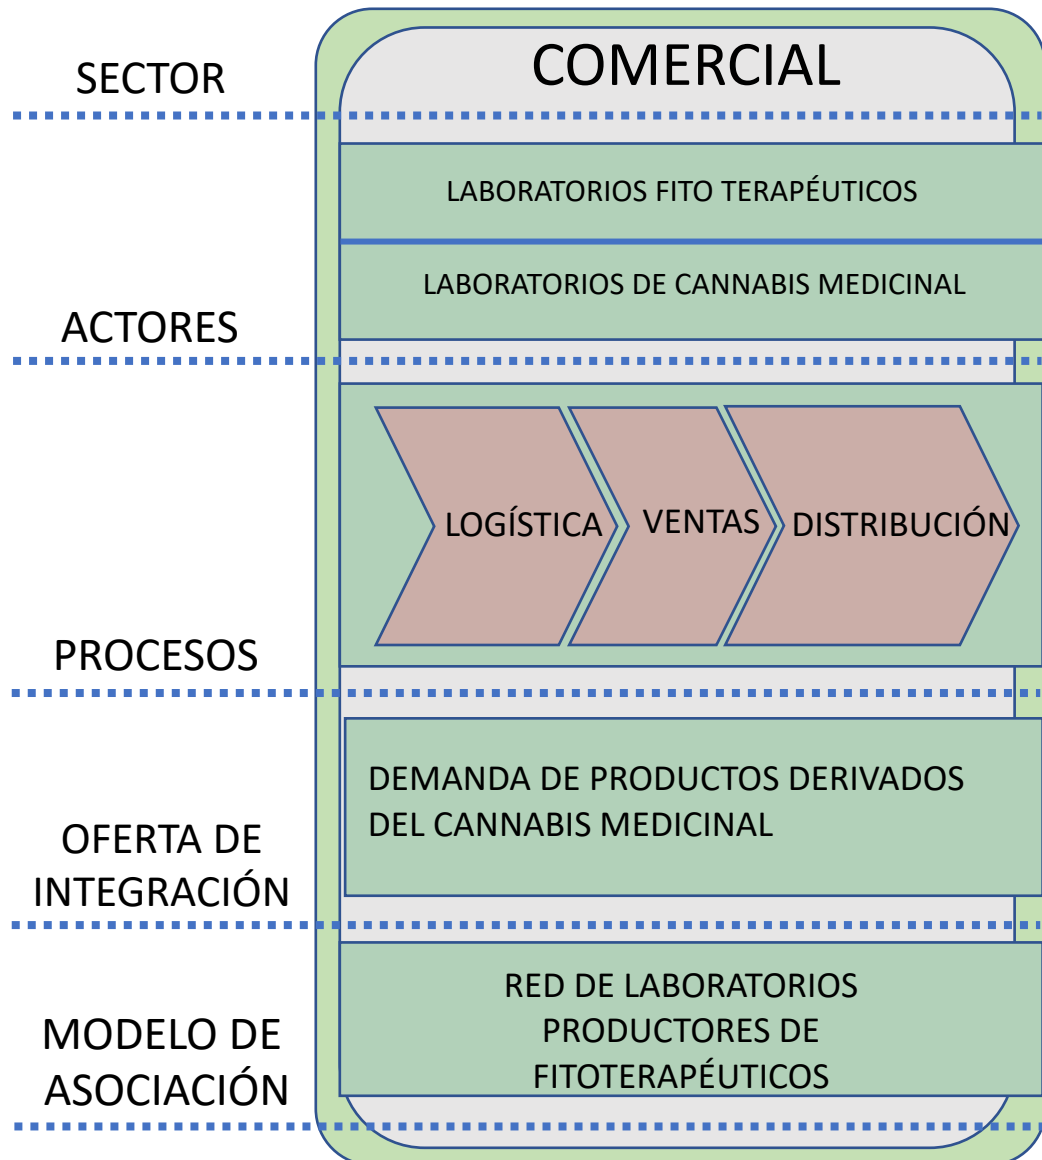 SECTOR
COMERCIAL
LABORATORIOS FITO TERAPÉUTICOS
LABORATORIOS DE CANNABIS MEDICINAL
ACTORES
LOGÍSTICA
VENTAS
DISTRIBUCIÓN
PROCESOS
DEMANDA DE PRODUCTOS DERIVADOS
DEL CANNABIS MEDICINAL
OFERTA DE
INTEGRACIÓN
RED DE LABORATORIOS
PRODUCTORES DE
FITOTERAPÉUTICOS
MODELO DE
ASOCIACIÓN